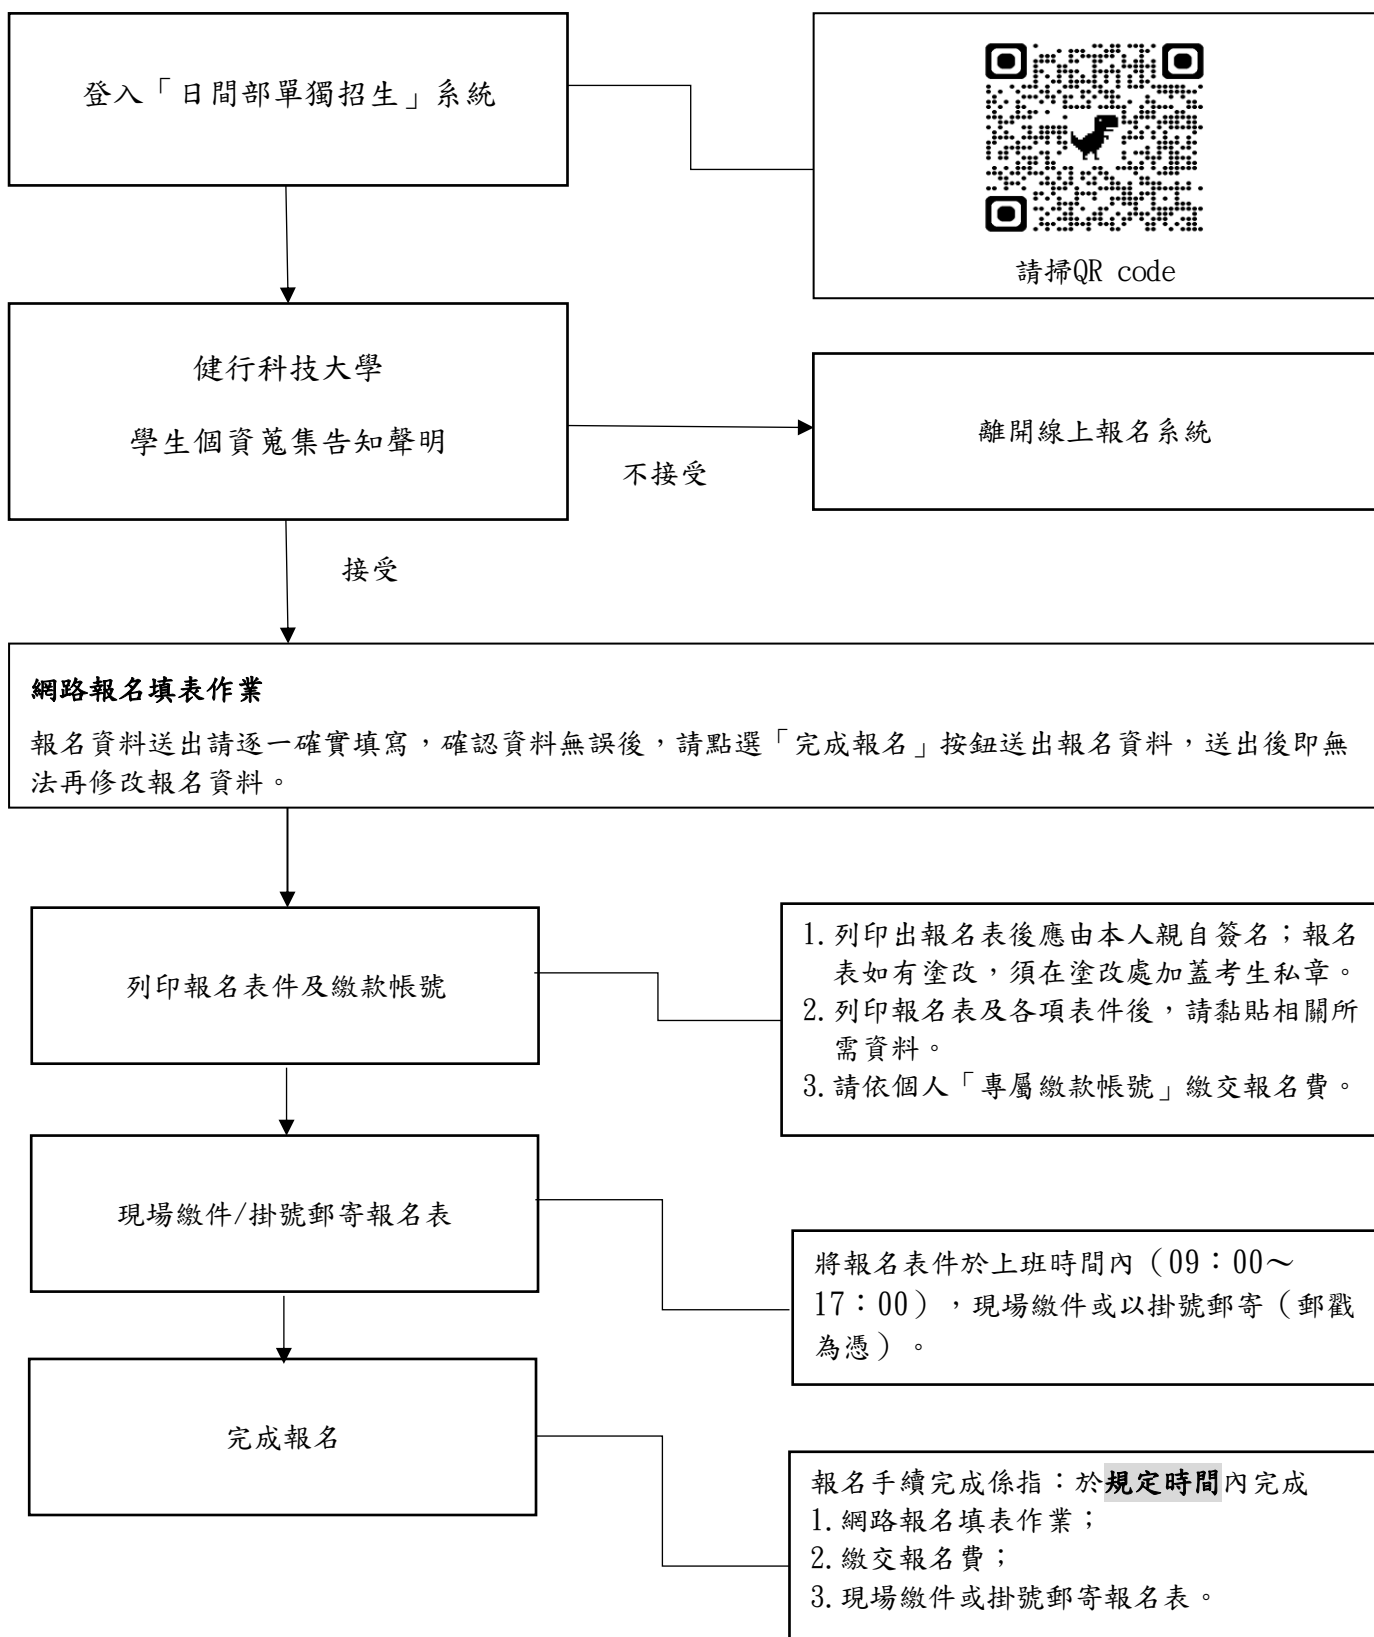 登入「日間部單獨招生」系統
請掃QR code
健行科技大學
學生個資蒐集告知聲明
不接受
離開線上報名系統
接受
網路報名填表作業
報名資料送出請逐一確實填寫，確認資料無誤後，請點選「完成報名」按鈕送出報名資料，送出後即無
法再修改報名資料。
列印報名表件及繳款帳號
1.列印出報名表後應由本人親自簽名；報名
表如有塗改，須在塗改處加蓋考生私章。
2.列印報名表及各項表件後，請黏貼相關所
需資料。
3.請依個人「專屬繳款帳號」繳交報名費。
現場繳件/掛號郵寄報名表
將報名表件於上班時間內（09：00～
17：00），現場繳件或以掛號郵寄（郵戳
為憑）。
完成報名
報名手續完成係指：於規定時間內完成
1.網路報名填表作業；
2.繳交報名費；
3.現場繳件或掛號郵寄報名表。